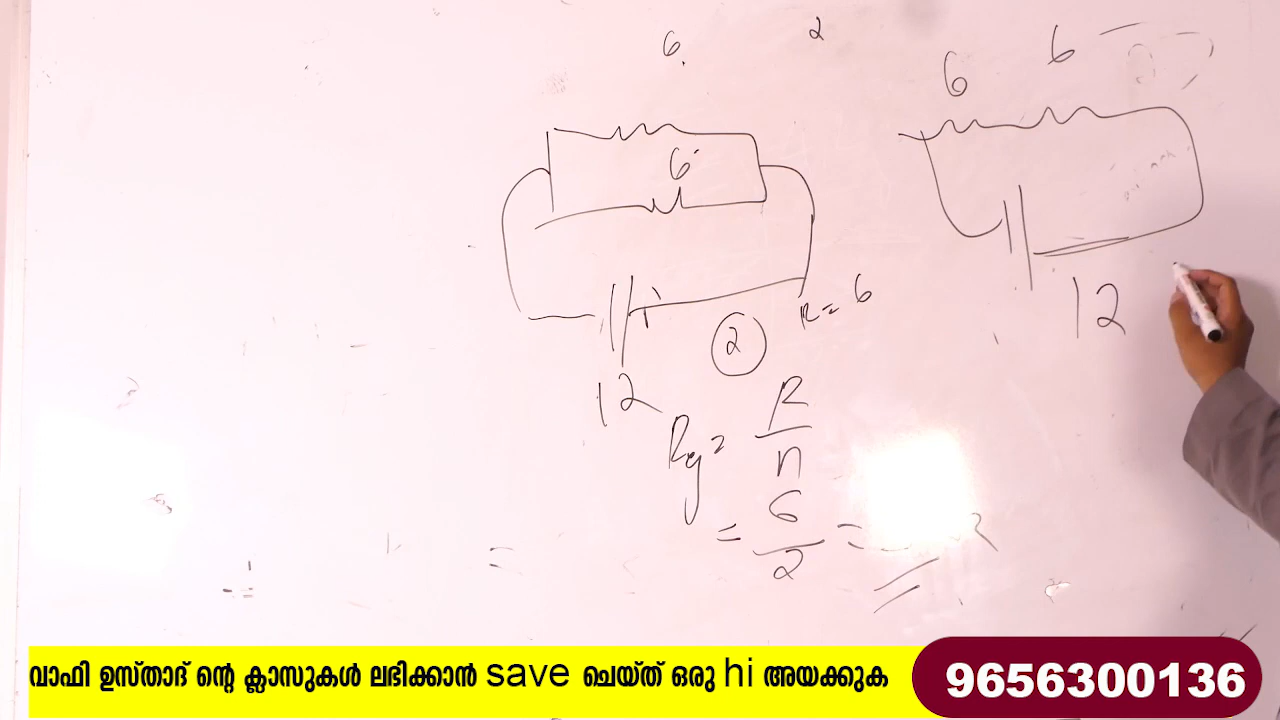 6 2
6 6
6
R = 6
2
12
12
R
Rg =
n
6
= =
2
വാഫി ഉസ്താദ് ന്റെ ക്ലാസുകൾ ലഭിക്കാൻ save ചെയ്ത് ഒരു hi അയക്കുക
9656300136